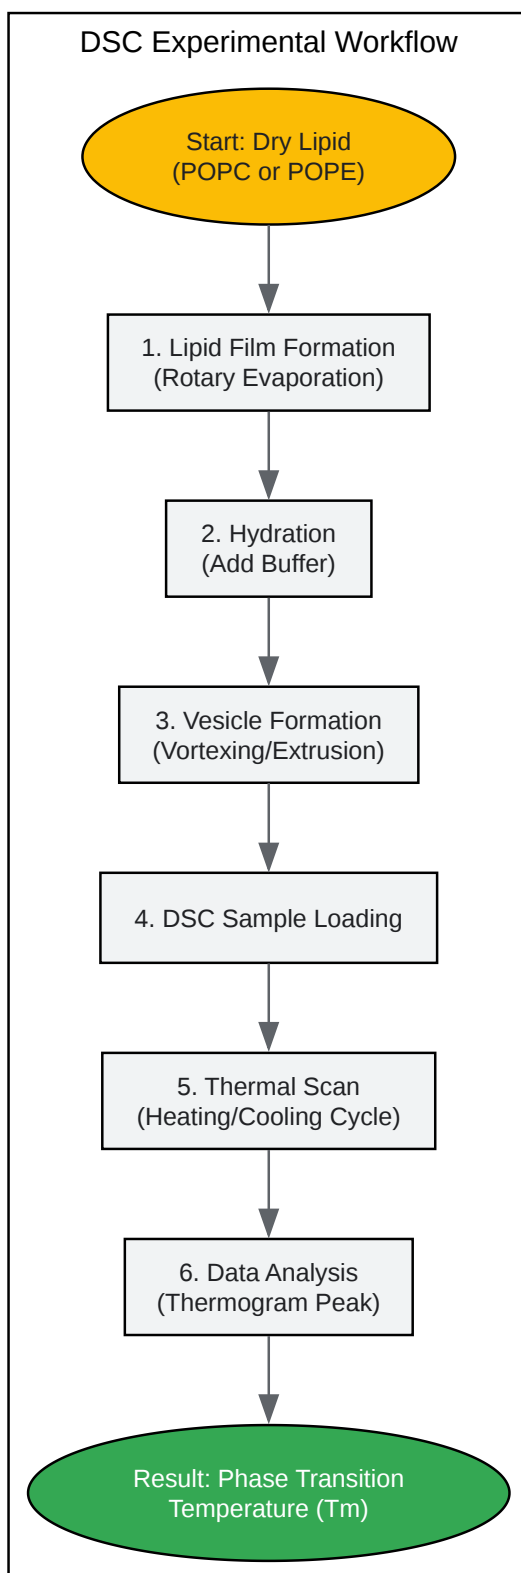 DSC Experimental Workflow
Start: Dry Lipid
(POPC or POPE)
1. Lipid Film Formation
(Rotary Evaporation)
2. Hydration
(Add Buffer)
3. Vesicle Formation
(Vortexing/Extrusion)
4. DSC Sample Loading
5. Thermal Scan
(Heating/Cooling Cycle)
6. Data Analysis
(Thermogram Peak)
Result: Phase Transition
Temperature (Tm)